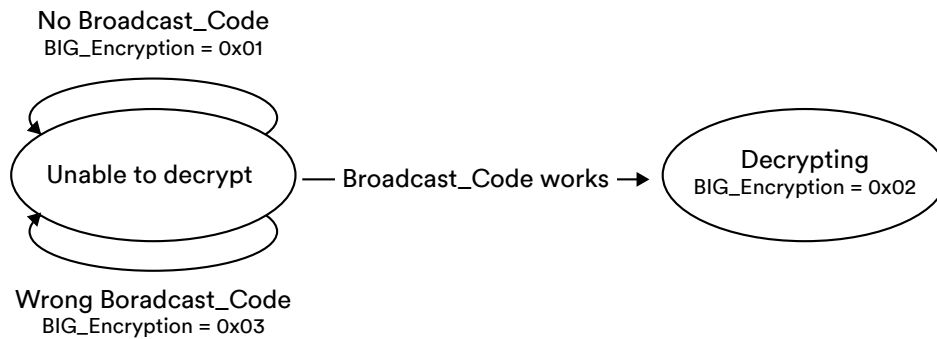 No Broadcast_Code
BIG_Encryption = 0x01
Unable to decrypt
Broadcast_Code works
Decrypting
BIG_Encryption = 0x02
Wrong Boradcast_Code
BIG_Encryption = 0x03